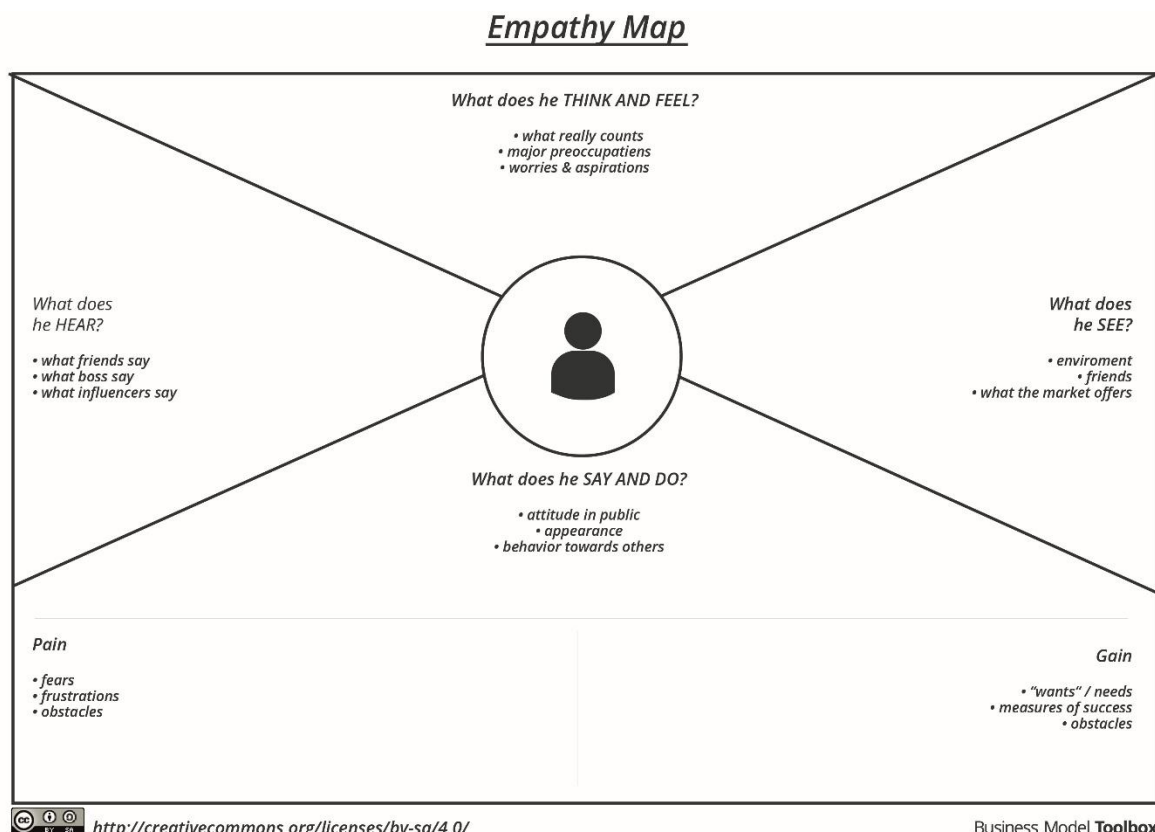 Empathy Map
What does he THINK AND FEEL?
• what really counts
• major preoccupatiens
• worries & aspirations
What does
he HEAR?
• what friends say
• what boss say
• what influencers say
What does
he SEE?
• enviroment
• friends
• what the market offers
What does he SAY AND DO?
• attitude in public
• appearance
• behavior towards others
Pain
• fears
• frustrations
• obstacles
Gain
• “wants“ / needs
• measures of success
• obstacles
cc BY SA
http://creativecommons.org/licenses/by-sa/4.0/
Business Model Toolbox